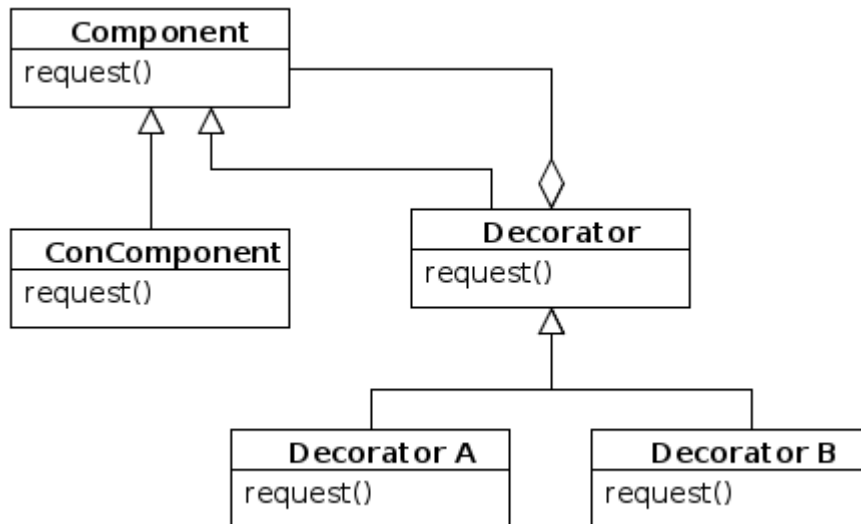 Component
request()
ConComponent
request()
Decorator
request()
Decorator A
request()
Decorator B
request()